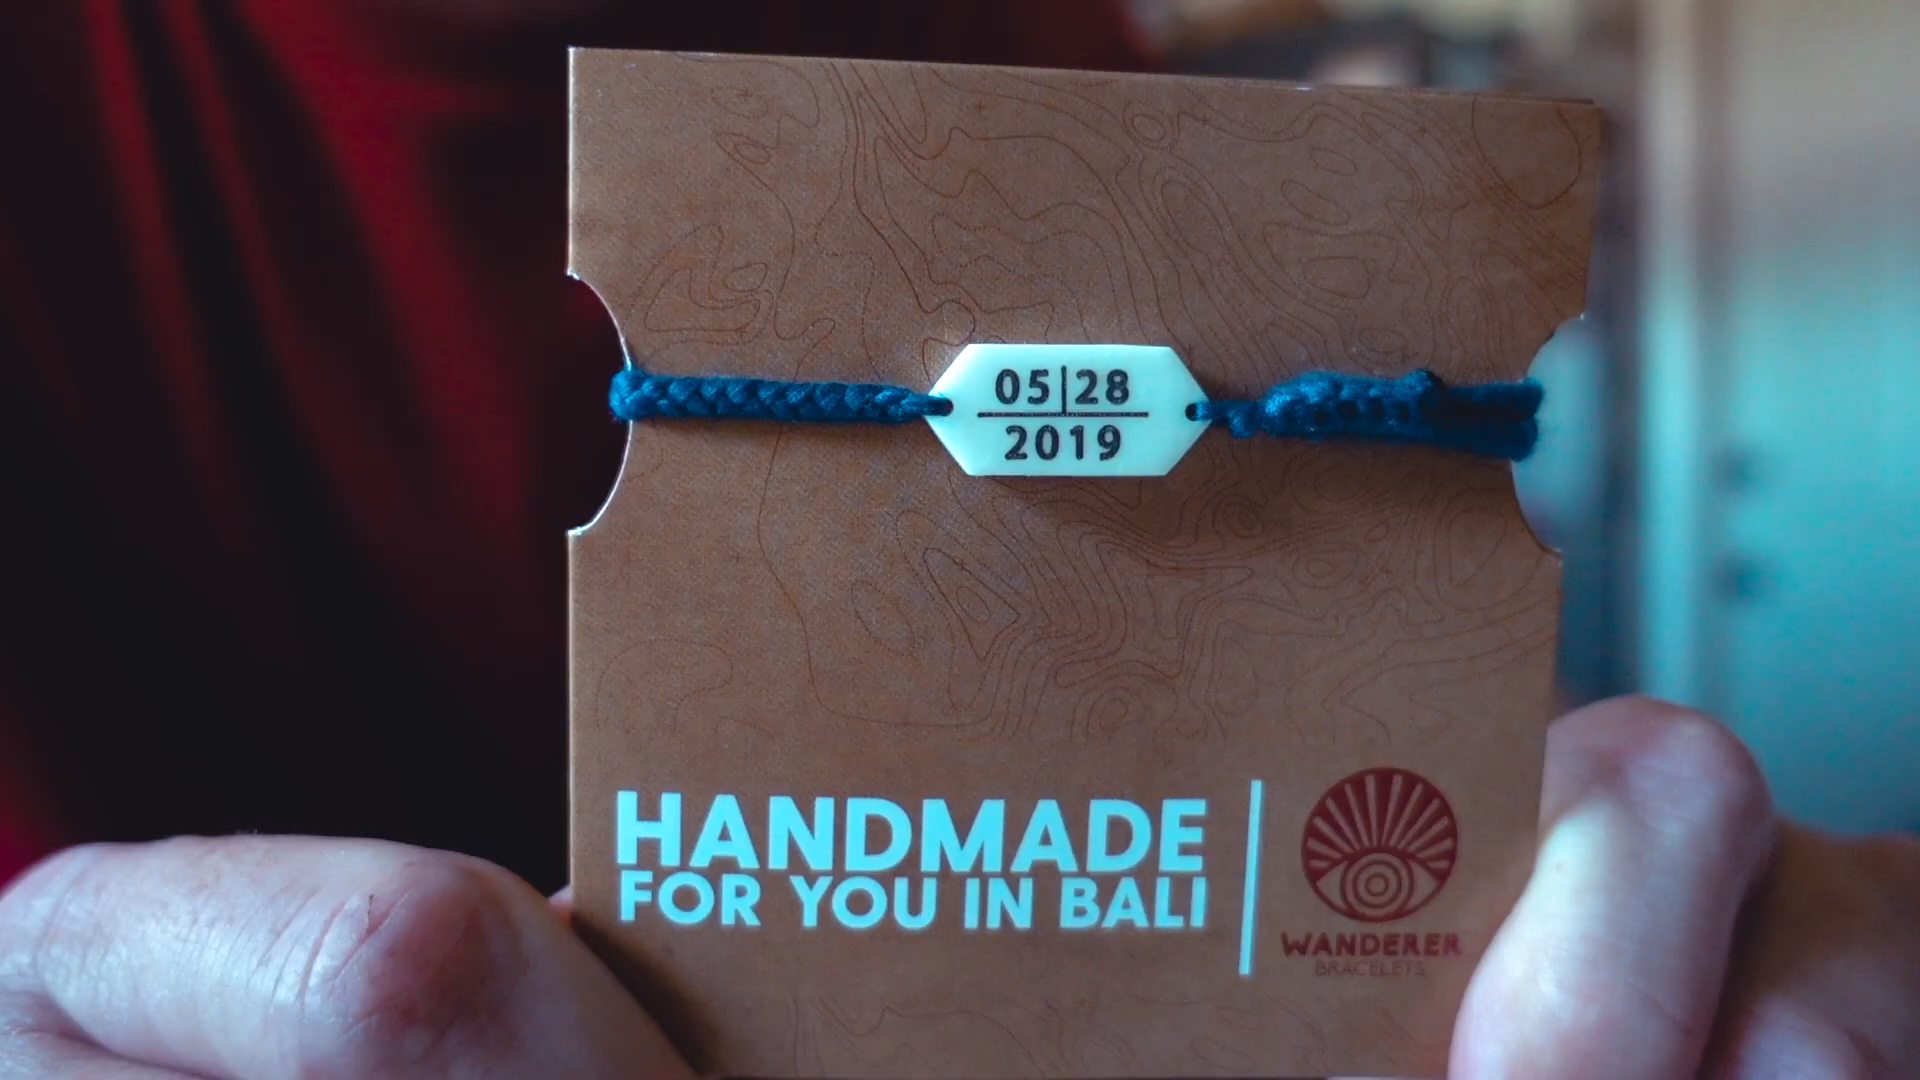 05|28
2019
HANDMADE
FOR YOU IN BALI
WANDERER
BRACELETS